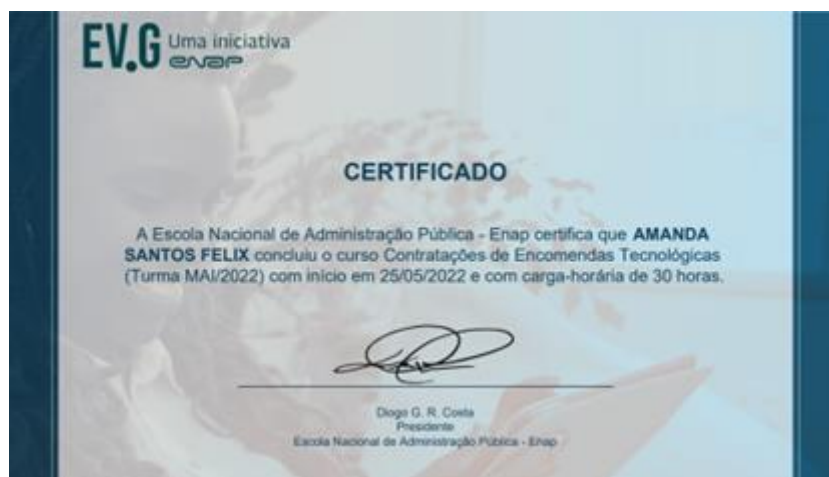 EV.G Uma iniciativa
enap
CERTIFICADO
A Escola Nacional de Administração Pública - Enap certifica que AMANDA
SANTOS FELIX concluiu o curso Contratações de Encomendas Tecnológicas
(Turma MAI/2022) com início em 25/05/2022 e com carga-horária de 30 horas.
Diogo G. R. Costa
Presidente
Escola Nacional de Administração Pública - Enap